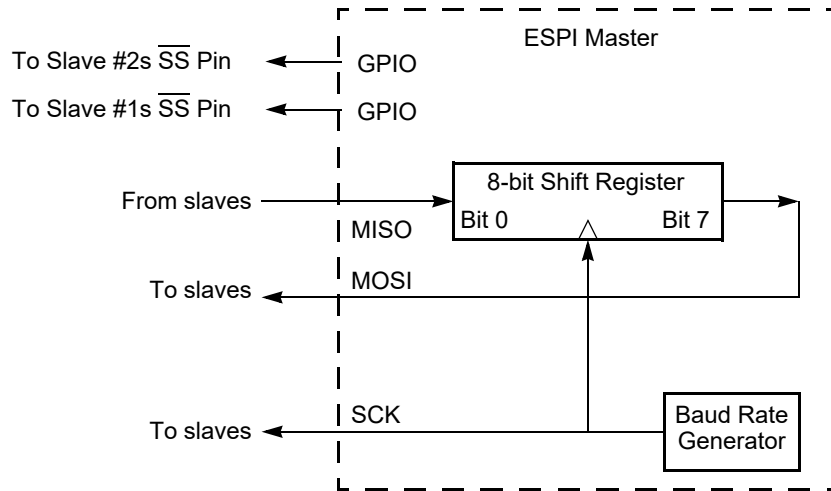 ESPI Master
To Slave #2s SS Pin
GPIO
To Slave #1s SS Pin
GPIO
8-bit Shift Register
From slaves
Bit 0
Bit 7
MISO
MOSI
To slaves
SCK
To slaves
Baud Rate
Generator